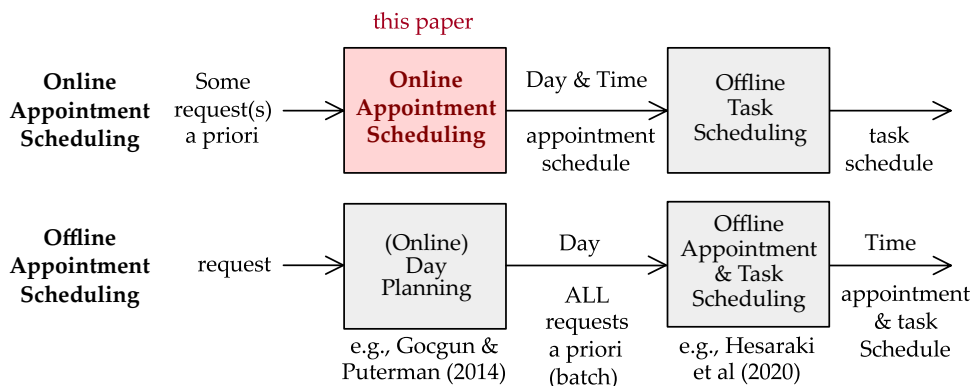 this paper
Online
Appointment
Scheduling
Some
request(s)
a priori
Online
Appointment
Scheduling
Day & Time
appointment
schedule
Offline
Task
Scheduling
task
schedule
Offline
Appointment
Scheduling
request
(Online)
Day
Planning
e.g., Gocgun &
Puterman (2014)
Day
ALL
requests
a priori
(batch)
Offline
Appointment
& Task
Scheduling
e.g., Hesaraki
et al (2020)
Time
appointment
& task
Schedule